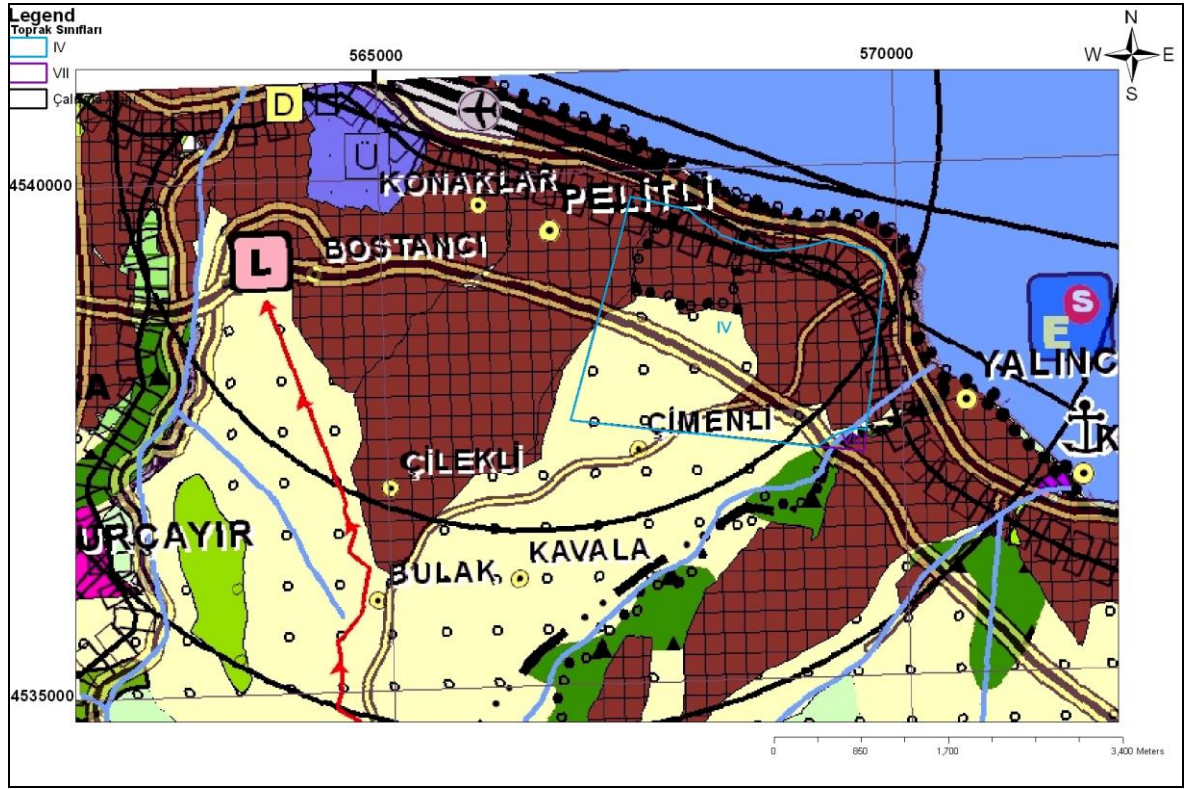 Legend
Toprak Sınıfları
IV
VII
N
W E
S
565000
570000
D
Ü
4540000
KONAKLAR
PELİTLİ
BOSTANCI
L
IV
S
E
YALINC
A
ÇİMENLİ
K
ÇİLEKLİ
URÇAYIR
KAVALA
BULAK
4535000
0 850 1,700 3,400 Meters